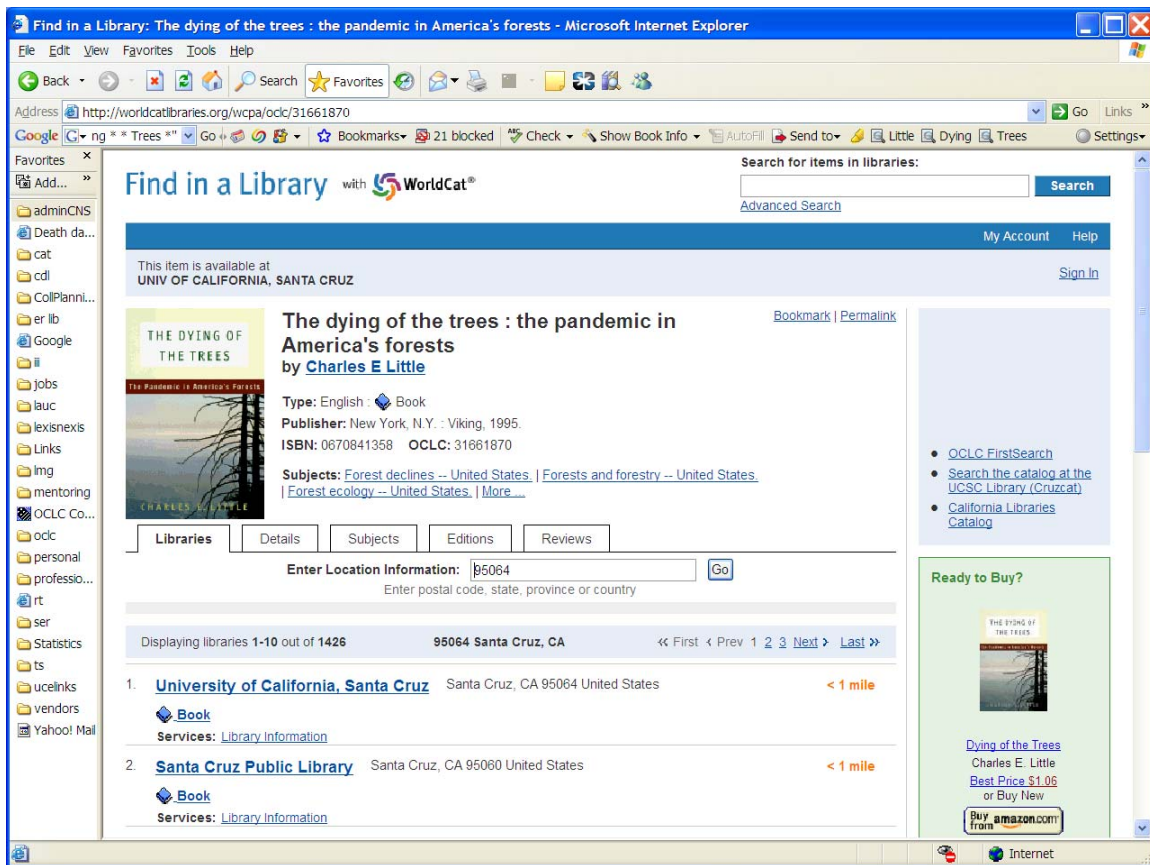 Find in a Library: The dying of the trees : the pandemic in America's forests - Microsoft Internet Explorer
File Edit View Favorites Tools Help
Back Search Favorites
Address http://worldcatlibraries.org/wcpa/oclc/31661870 Go Links »
Google G ng * * Trees *" Go Bookmarks 21 blocked Check Show Book Info AutoFill Send to Little Dying Trees Settings
Favorites ×
Add... »
adminCNS
Death da...
cat
cdl
CollPlanni...
er lib
Google
ii
jobs
lauc
lexisnexis
Links
lmg
mentoring
OCLC Co...
oclc
personal
professio...
rt
ser
Statistics
ts
ucelinks
vendors
Yahoo! Mail
Find in a Library with WorldCat®
Search for items in libraries:
Search
Advanced Search
My Account Help
This item is available at
UNIV OF CALIFORNIA, SANTA CRUZ
Sign In
THE DYING OF
THE TREES
The Pandemic in America's Forests
CHARLES E. LITTLE
The dying of the trees : the pandemic in
America's forests
by Charles E Little
Bookmark | Permalink
Type: English : Book
Publisher: New York, N.Y. : Viking, 1995.
ISBN: 0670841358 OCLC: 31661870
Subjects: Forest declines -- United States. | Forests and forestry -- United States.
| Forest ecology -- United States. | More ...
• OCLC FirstSearch
• Search the catalog at the
UCSC Library (Cruzcat)
• California Libraries
Catalog
Libraries Details Subjects Editions Reviews
Enter Location Information: 95064 Go
Enter postal code, state, province or country
Displaying libraries 1-10 out of 1426 95064 Santa Cruz, CA << First < Prev 1 2 3 Next > Last >>
1. University of California, Santa Cruz Santa Cruz, CA 95064 United States < 1 mile
Book
Services: Library Information
2. Santa Cruz Public Library Santa Cruz, CA 95060 United States < 1 mile
Book
Services: Library Information
Ready to Buy?
THE DYING OF
THE TREES
Dying of the Trees
Charles E. Little
Best Price $1.06
or Buy New
Buy from amazon.com
Internet